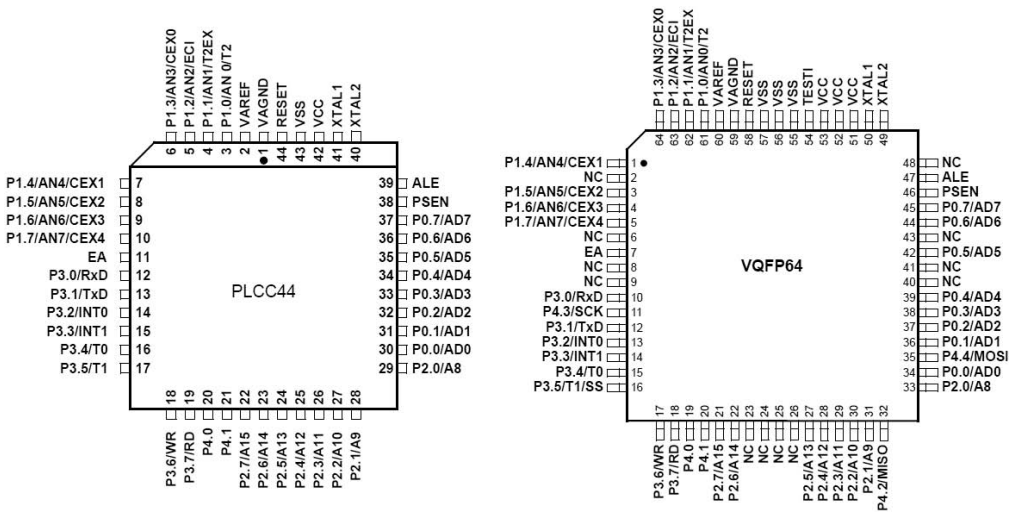 P1.3/AN3/CEX0
P1.2/AN2/ECI
P1.1/AN1/T2EX
P1.0/AN 0/T2
VAREF
VAGND
RESET
VSS
VCC
XTAL1
XTAL2
6 5 4 3 2 1 44 43 42 41 40
P1.4/AN4/CEX1 7
P1.5/AN5/CEX2 8
P1.6/AN6/CEX3 9
P1.7/AN7/CEX4 10
EA 11
P3.0/RxD 12
P3.1/TxD 13
P3.2/INT0 14
P3.3/INT1 15
P3.4/T0 16
P3.5/T1 17
PLCC44
39 ALE
38 PSEN
37 P0.7/AD7
36 P0.6/AD6
35 P0.5/AD5
34 P0.4/AD4
33 P0.3/AD3
32 P0.2/AD2
31 P0.1/AD1
30 P0.0/AD0
29 P2.0/A8
18 19 20 21 22 23 24 25 26 27 28
P3.6/WR
P3.7/RD
P4.0
P4.1
P2.7/A15
P2.6/A14
P2.5/A13
P2.4/A12
P2.3/A11
P2.2/A10
P2.1/A9
P1.3/AN3/CEX0
P1.2/AN2/ECI
P1.1/AN1/T2EX
P1.0/AN0/T2
VAREF
VAGND
RESET
VSS
VSS
VSS
TESTI
VCC
VCC
VCC
XTAL1
XTAL2
64 63 62 61 60 59 58 57 56 55 54 53 52 51 50 49
P1.4/AN4/CEX1 1
NC 2
P1.5/AN5/CEX2 3
P1.6/AN6/CEX3 4
P1.7/AN7/CEX4 5
NC 6
EA 7
NC 8
NC 9
P3.0/RxD 10
P4.3/SCK 11
P3.1/TxD 12
P3.2/INT0 13
P3.3/INT1 14
P3.4/T0 15
P3.5/T1/SS 16
VQFP64
48 NC
47 ALE
46 PSEN
45 P0.7/AD7
44 P0.6/AD6
43 NC
42 P0.5/AD5
41 NC
40 NC
39 P0.4/AD4
38 P0.3/AD3
37 P0.2/AD2
36 P0.1/AD1
35 P4.4/MOSI
34 P0.0/AD0
33 P2.0/A8
17 18 19 20 21 22 23 24 25 26 27 28 29 30 31 32
P3.6/WR
P3.7/RD
P4.0
P4.1
P2.7/A15
P2.6/A14
NC
NC
NC
NC
P2.5/A13
P2.4/A12
P2.3/A11
P2.2/A10
P2.1/A9
P4.2/MISO